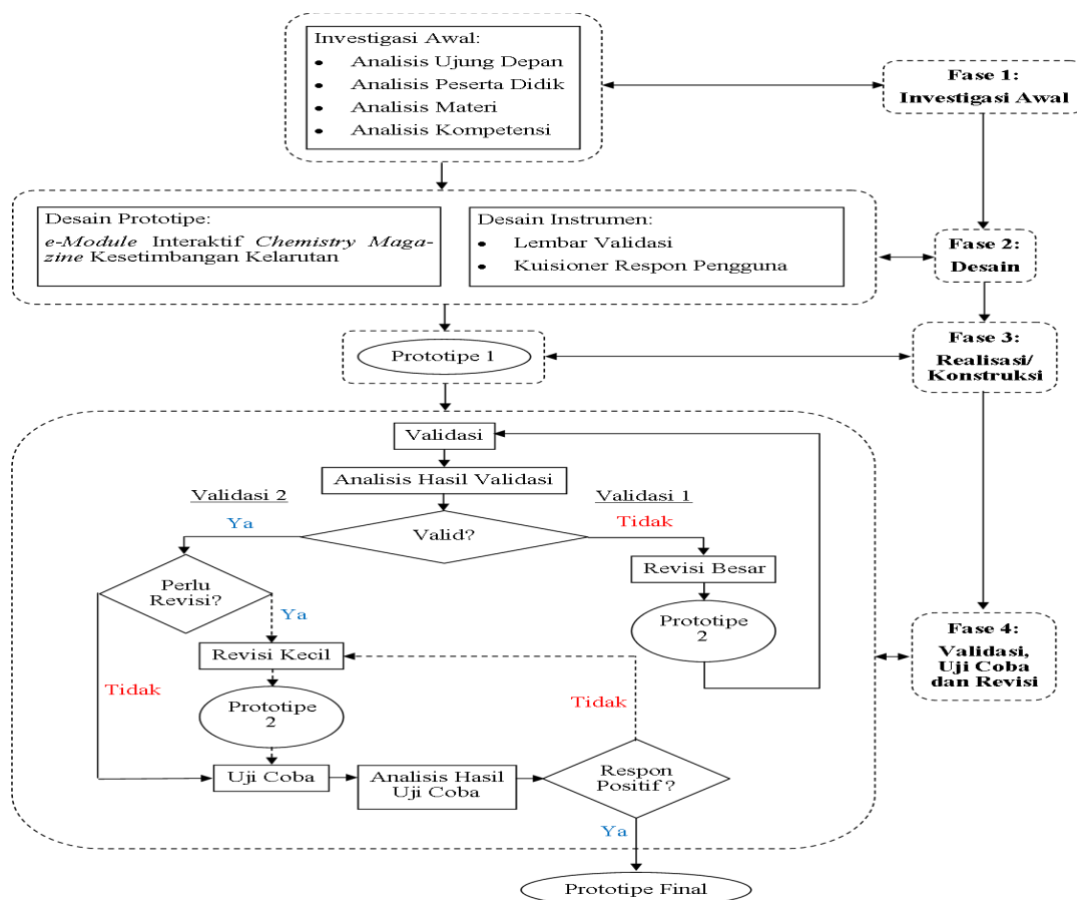 Investigasi Awal:
• Analisis Ujung Depan
• Analisis Peserta Didik
• Analisis Materi
• Analisis Kompetensi
Fase 1:
Investigasi Awal
Desain Prototipe:
e-Module Interaktif Chemistry Maga-
zine Kesetimbangan Kelarutan
Desain Instrumen:
• Lembar Validasi
• Kuisioner Respon Pengguna
Fase 2:
Desain
Prototipe 1
Fase 3:
Realisasi/
Konstruksi
Validasi
Analisis Hasil Validasi
Validasi 2
Validasi 1
Ya
Valid?
Tidak
Perlu
Revisi?
Ya
Revisi Besar
Prototipe
2
Revisi Kecil
Tidak
Prototipe
2
Tidak
Uji Coba
Analisis Hasil
Uji Coba
Respon
Positif ?
Ya
Fase 4:
Validasi,
Uji Coba
dan Revisi
Prototipe Final